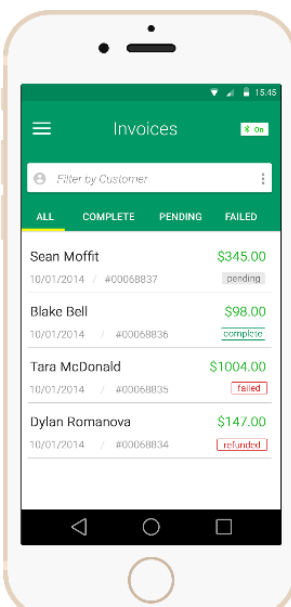 15:45
Invoices
On
Filter by Customer
ALL COMPLETE PENDING FAILED
Sean Moffit $345.00
10/01/2014 / #00068837 pending
Blake Bell $98.00
10/01/2014 / #00068836 complete
Tara McDonald $1004.00
10/01/2014 / #00068835 failed
Dylan Romanova $147.00
10/01/2014 / #00068834 refunded